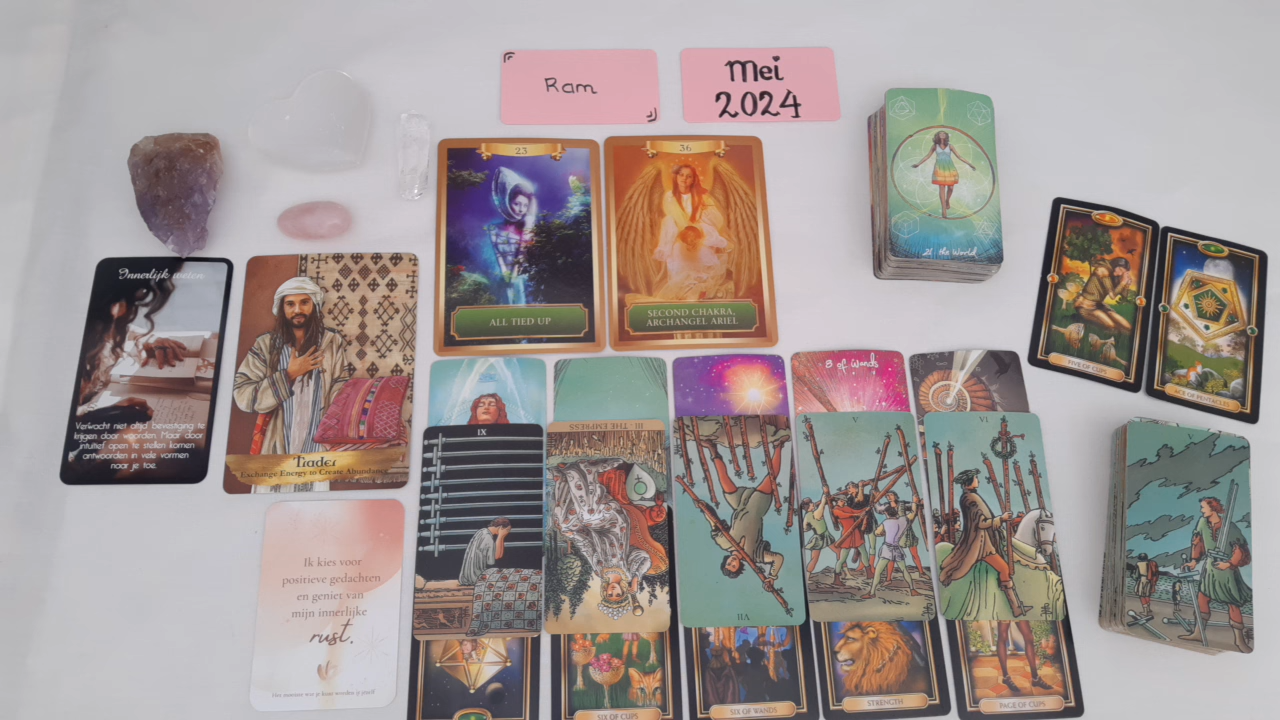 Ram
Mei
2024
23
ALL TIED UP
36
SECOND CHAKRA,
ARCHANGEL ARIEL
21 : the World
FIVE OF CUPS
ACE OF PENTACLES
Innerlijk weten
Verwacht niet altijd bevestiging te
krijgen door woorden. Maar door
intuïtief open te stellen komen
antwoorden in vele vormen
naar je toe.
Trader
Exchange Energy to Create Abundance
8 of Wands
IX
III - THE EMPRESS
VII
V
VI
V
Ik kies voor
positieve gedachten
en geniet van
mijn innerlijke
rust.
SIX OF CUPS
SIX OF WANDS
STRENGTH
PAGE OF CUPS